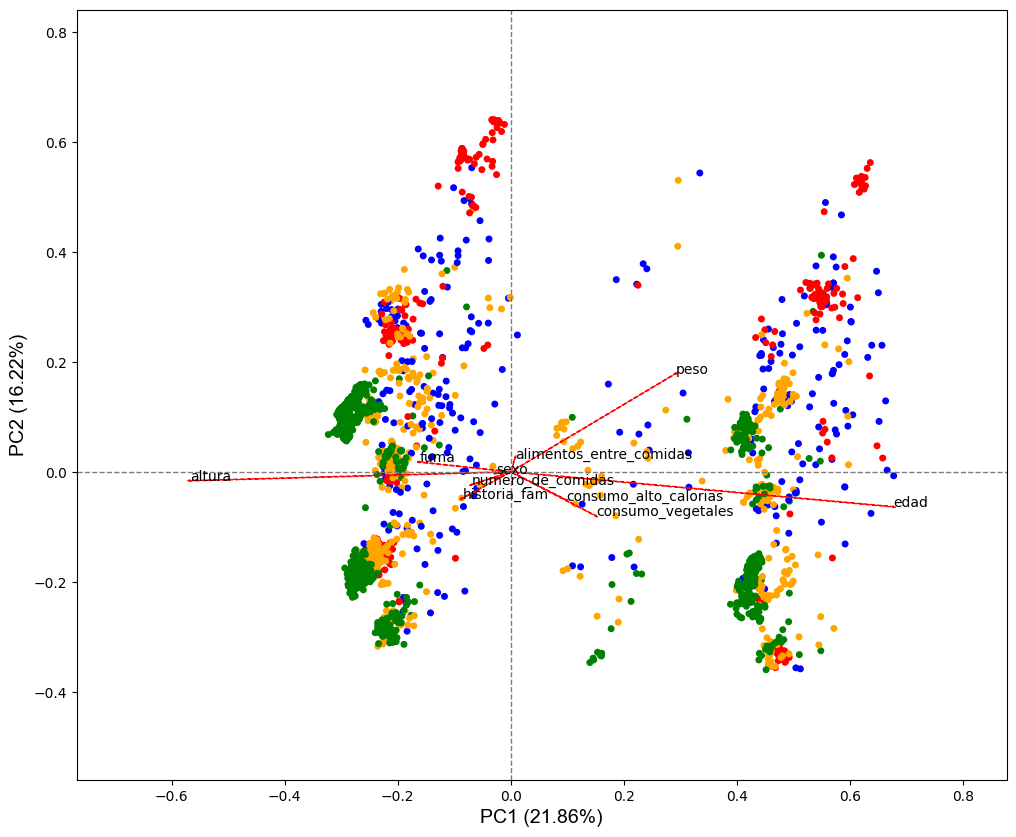 0.8
0.6
0.4
0.2
0.0
−0.2
−0.4
PC2 (16.22%)
peso
fuma
alimentos_entre_comidas
sexo
altura
numero_de_comidas
historia_fam
consumo_alto_calorias
edad
consumo_vegetales
−0.6
−0.4
−0.2
0.0
0.2
0.4
0.6
0.8
PC1 (21.86%)